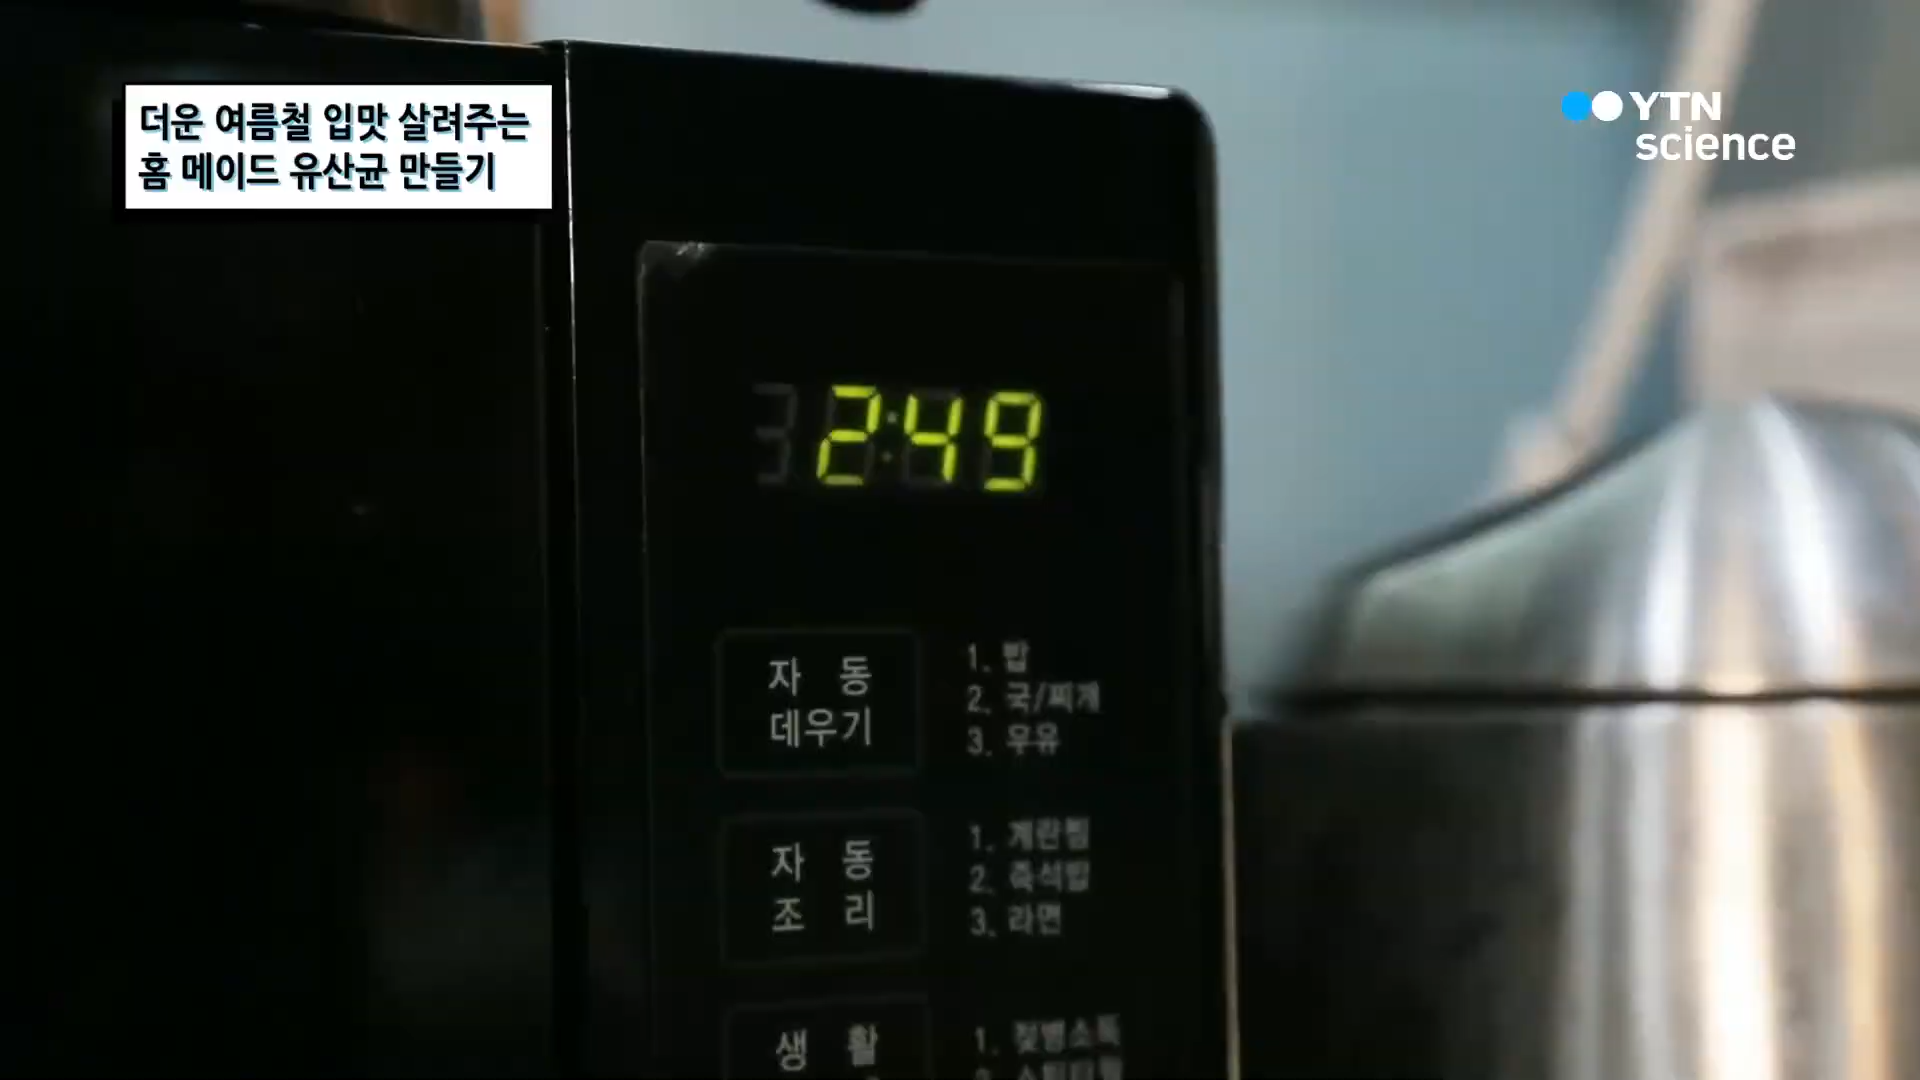 더운 여름철 입맛 살려주는
홈 메이드 유산균 만들기
YTN
science
2:49
자 동
데우기
1. 밥
2. 국/찌개
3. 우유
자 동
조 리
1. 계란찜
2. 즉석밥
3. 라면
생 활
1. 젖병소독